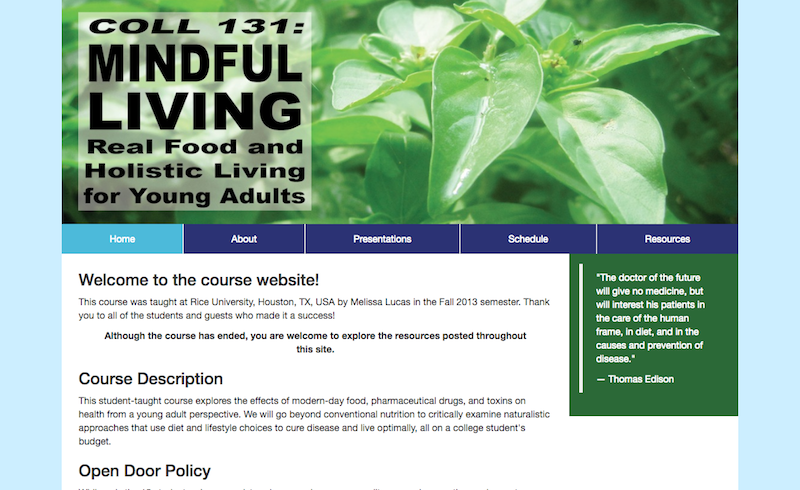 COLL 131:
MINDFUL
LIVING
Real Food and
Holistic Living
for Young Adults
Home About Presentations Schedule Resources
Welcome to the course website!
This course was taught at Rice University, Houston, TX, USA by Melissa Lucas in the Fall 2013 semester. Thank
you to all of the students and guests who made it a success!
Although the course has ended, you are welcome to explore the resources posted throughout
this site.
Course Description
This student-taught course explores the effects of modern-day food, pharmaceutical drugs, and toxins on
health from a young adult perspective. We will go beyond conventional nutrition to critically examine naturalistic
approaches that use diet and lifestyle choices to cure disease and live optimally, all on a college student's
budget.
Open Door Policy
"The doctor of the future
will give no medicine, but
will interest his patients in
the care of the human
frame, in diet, and in the
causes and prevention of
disease."
— Thomas Edison